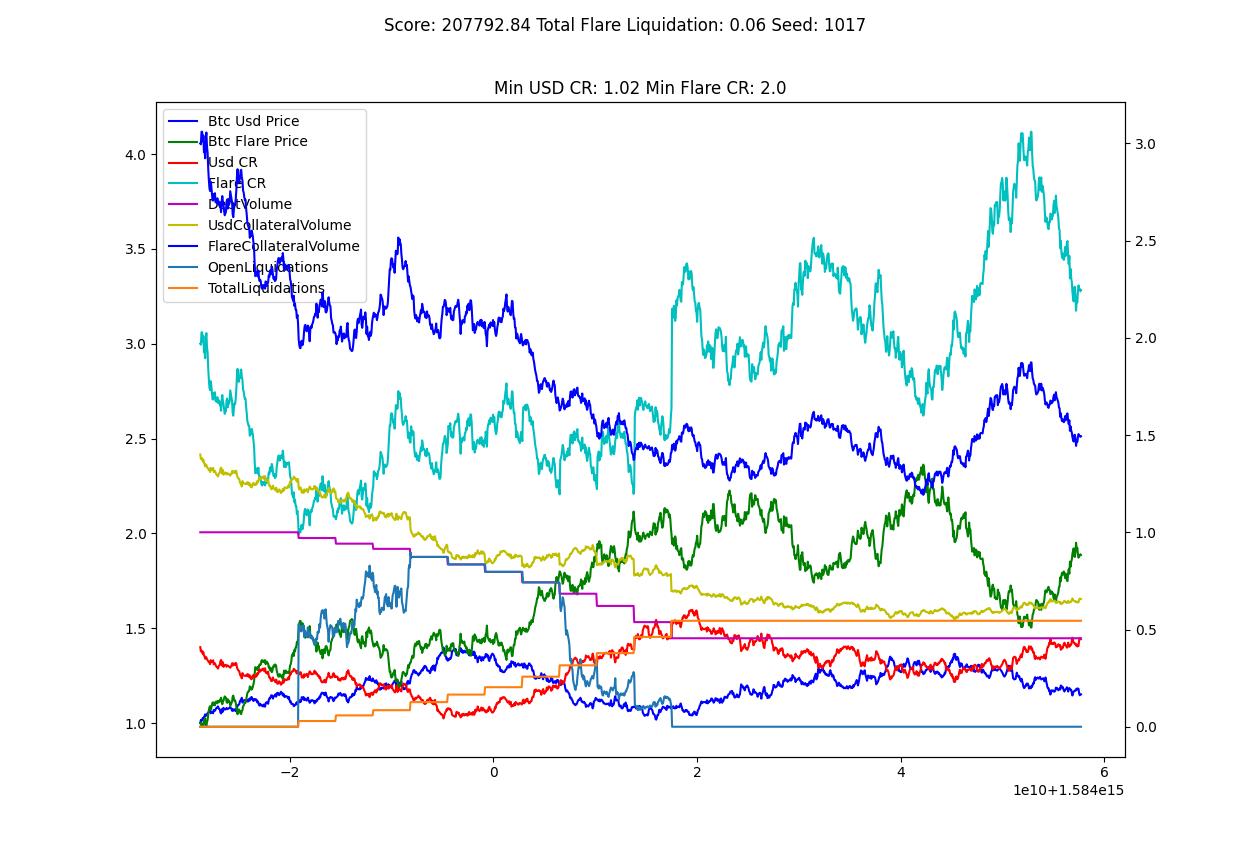 Score: 207792.84 Total Flare Liquidation: 0.06 Seed: 1017
Min USD CR: 1.02 Min Flare CR: 2.0
Btc Usd Price
Btc Flare Price
Usd CR
Flare CR
DebtVolume
UsdCollateralVolume
FlareCollateralVolume
OpenLiquidations
TotalLiquidations
4.0
3.5
3.0
2.5
2.0
1.5
1.0
3.0
2.5
2.0
1.5
1.0
0.5
0.0
−2
0
2
4
6
1e10+1.584e15